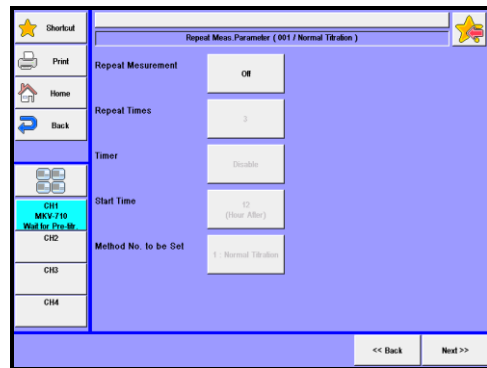 Shortcut
Print
Home
Back
CH1
MKV-710
Wait for Pre-titr.
CH2
CH3
CH4
Repeat Meas.Parameter ( 001 / Normal Titration )
Repeat Mesurement
Off
Repeat Times
3
Timer
Disable
Start Time
12
(Hour After)
Method No. to be Set
1 : Normal Titration
<< Back
Next >>